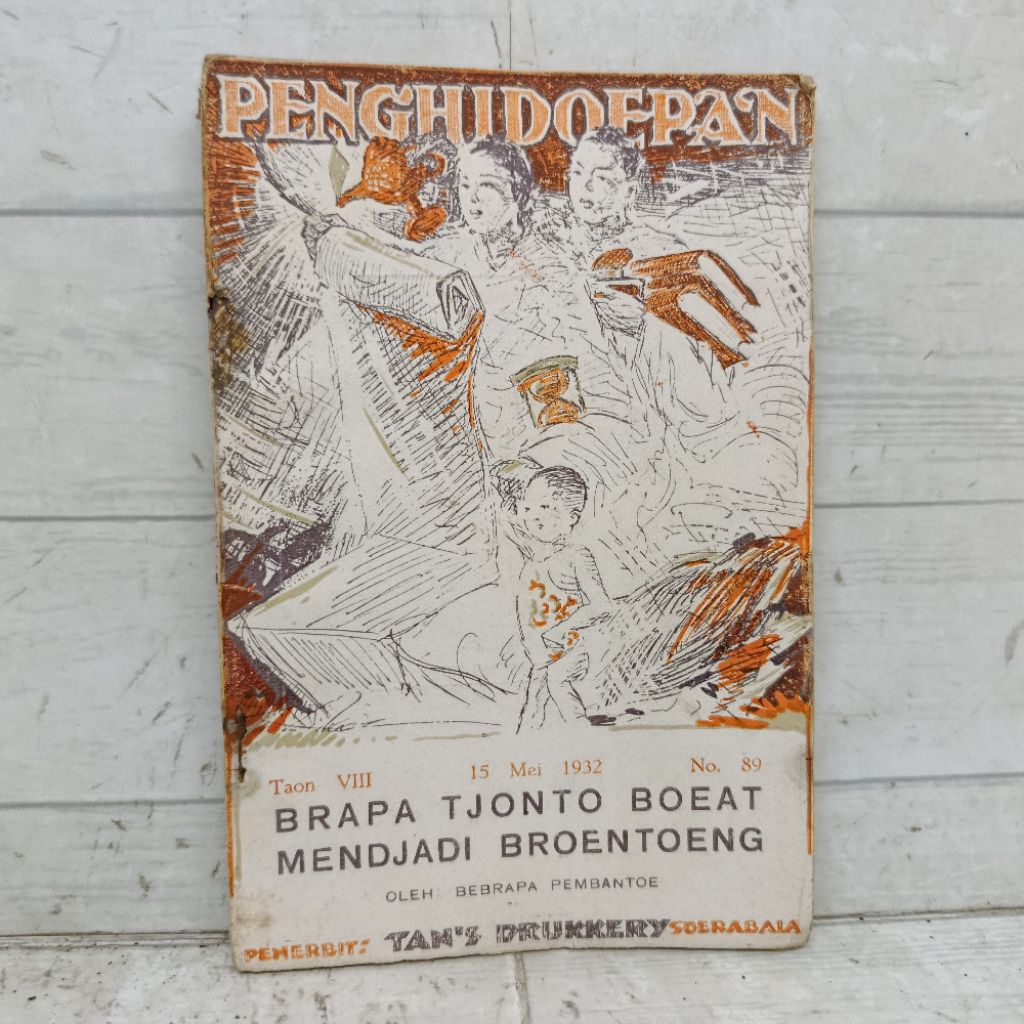 PENGHIDOEPAN
Taon VIII 15 Mei 1932 No. 89
BRAPA TJONTO BOEAT
MENDJADI BROENTOENG
OLEH: BEBRAPA PEMBANTOE
PENERBIT: TAN'S DRUKKERY SOERABAIA